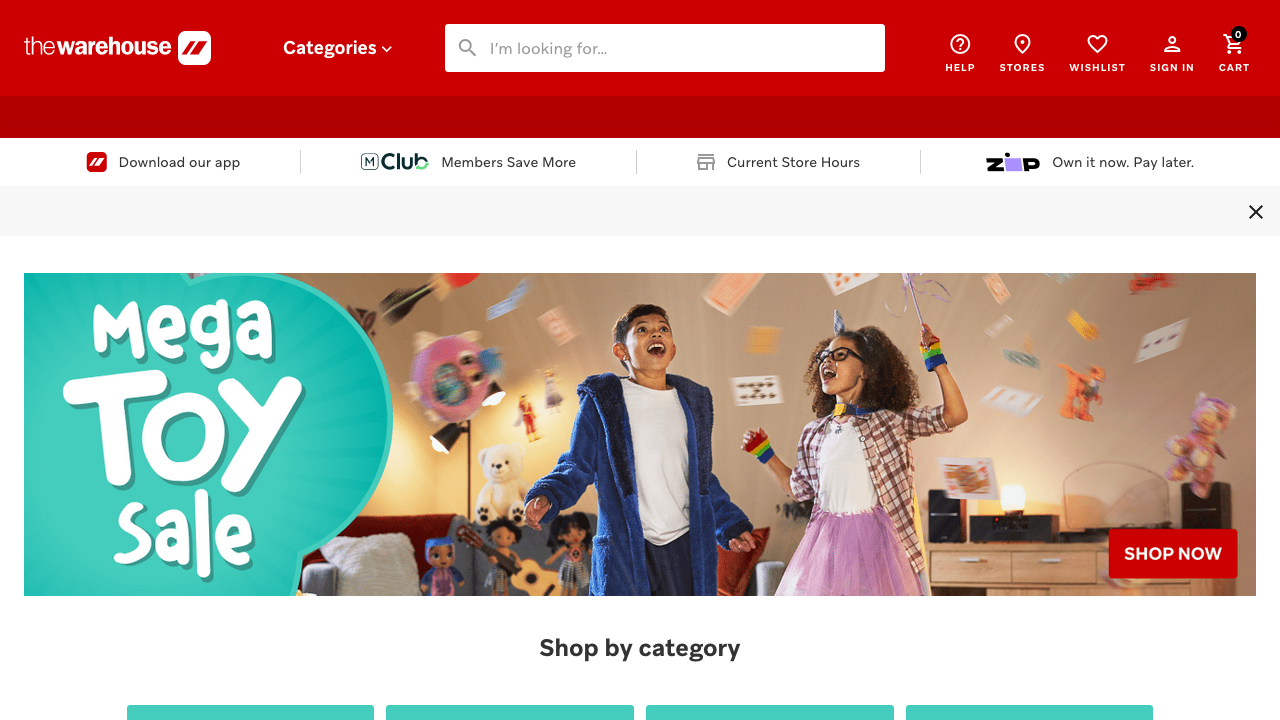 thewarehouse
Categories
I'm looking for...
HELP
STORES
WISHLIST
SIGN IN
0
CART
Download our app
M Club Members Save More
Current Store Hours
zip Own it now. Pay later.
Mega
Toy
Sale
SHOP NOW
Shop by category